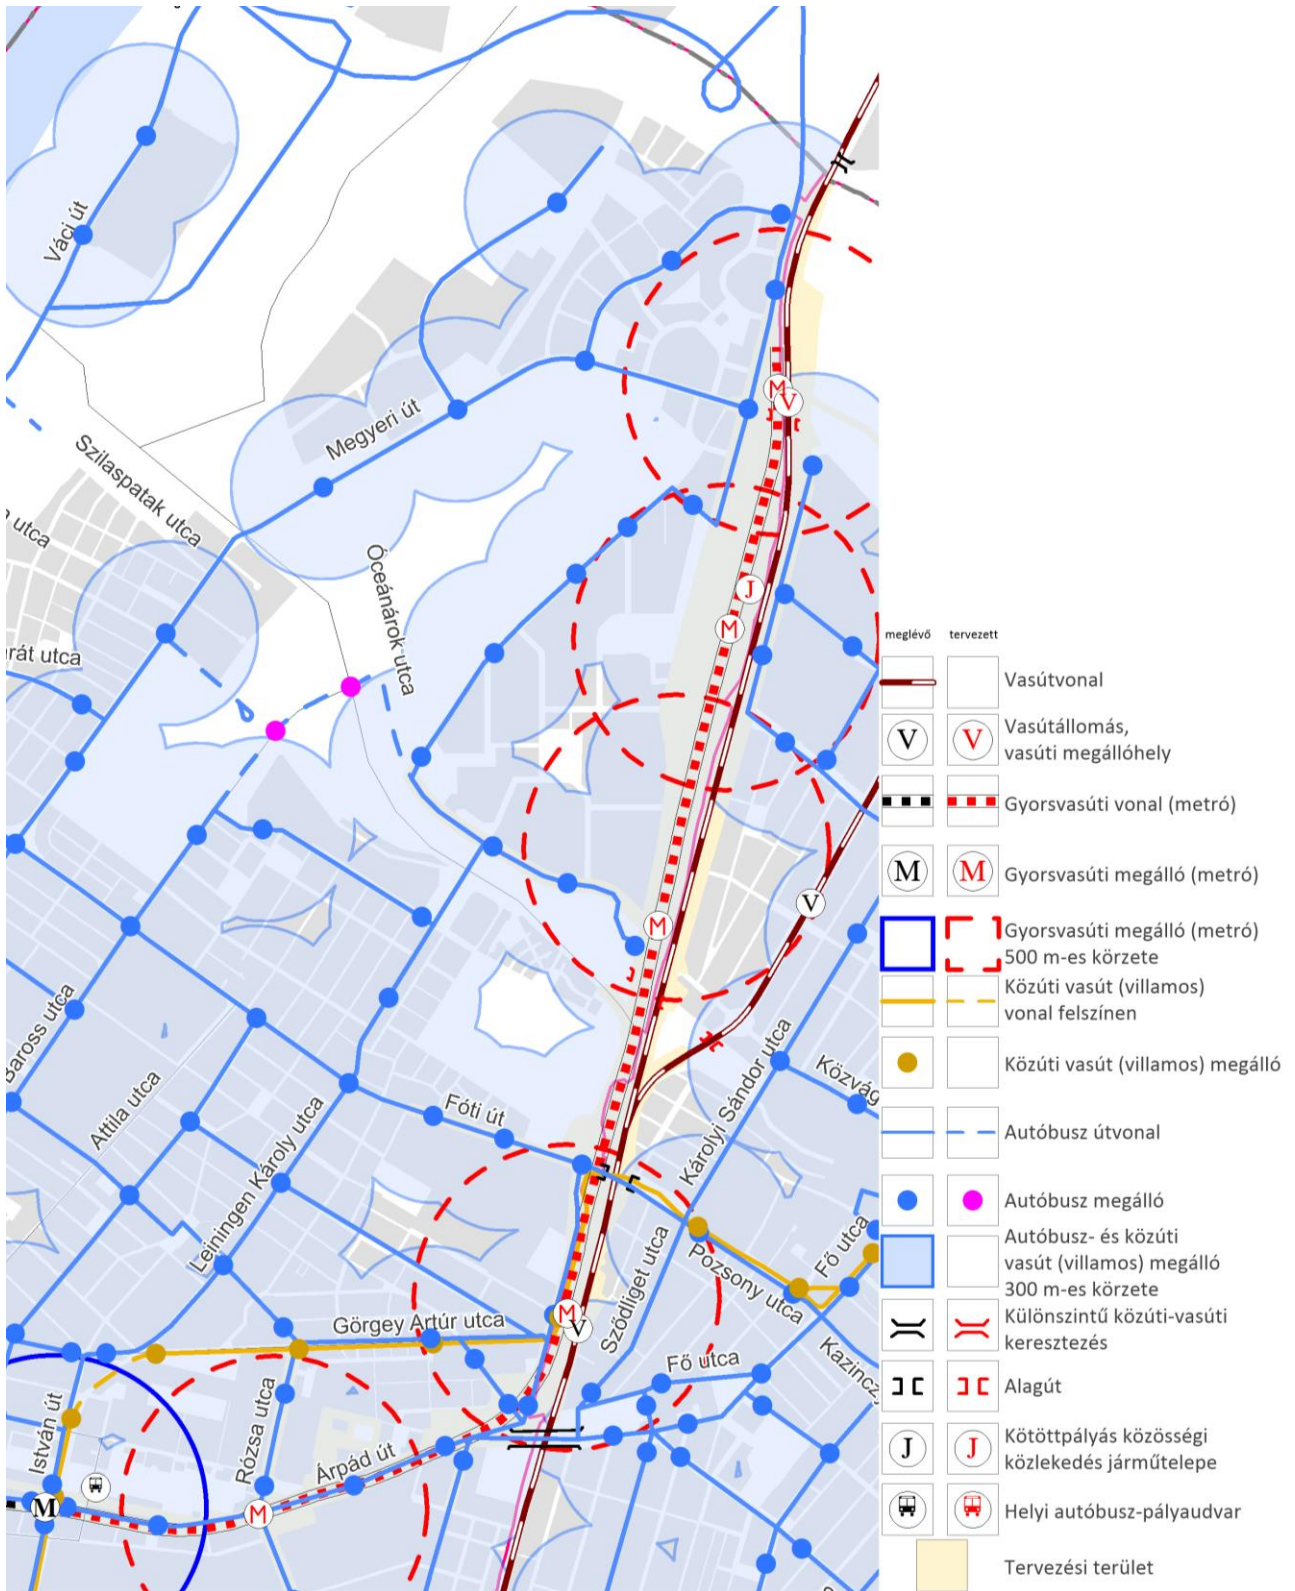 Váci út
Megyeri út
Szilaspatak utca
utca
Óceánárok utca
rát utca
Baross utca
Attila utca
Leiningen Károly utca
Fóti út
Károlyi Sándor utca
Közvág
Fő utca
Pozsony utca
Sződliget utca
Görgey Artúr utca
Fő utca
Kazinczy
István út
Rózsa utca
Árpád út
M
V
J
M
M
V
M
V
M
M
meglévő tervezett
Vasútvonal
V V Vasútállomás,
vasúti megállóhely
Gyorsvasúti vonal (metró)
M M Gyorsvasúti megálló (metró)
Gyorsvasúti megálló (metró)
500 m-es körzete
Közúti vasút (villamos)
vonal felszínen
Közúti vasút (villamos) megálló
Autóbusz útvonal
Autóbusz megálló
Autóbusz- és közúti
vasút (villamos) megálló
300 m-es körzete
Különszintű közúti-vasúti
keresztezés
Alagút
J J Kötöttpályás közösségi
közlekedés járműtelepe
Helyi autóbusz-pályaudvar
Tervezési terület